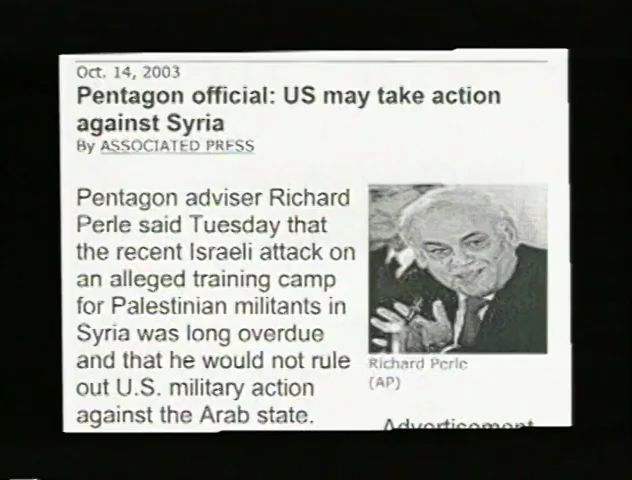 Oct. 14, 2003
Pentagon official: US may take action
against Syria
By ASSOCIATED PRESS
Pentagon adviser Richard
Perle said Tuesday that
the recent Israeli attack on
an alleged training camp
for Palestinian militants in
Syria was long overdue
and that he would not rule
out U.S. military action
against the Arab state.
Richard Perle
(AP)
Advertisement